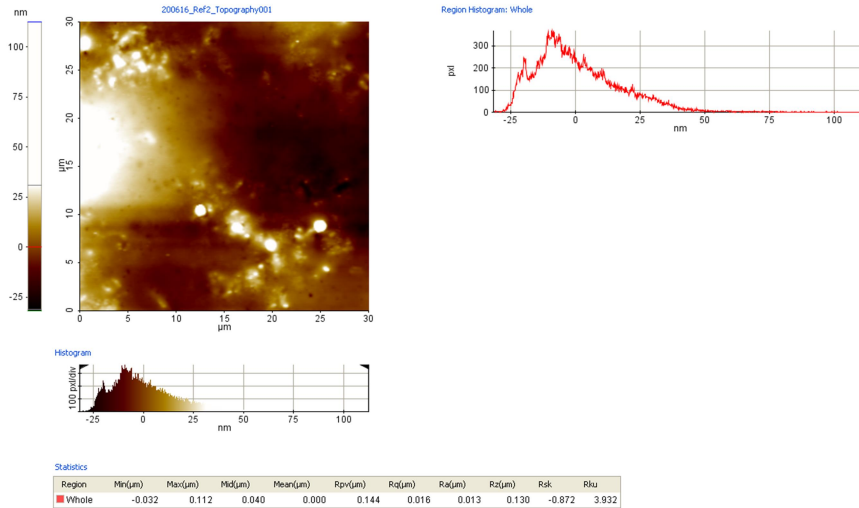 nm
200616_Ref2_Topography001
Region Histogram: Whole
100
75
50
25
0
-25
30
25
20
15
10
5
0
µm
0 5 10 15 20 25 30
µm
300
200
100
0
pxl
-25 0 25 50 75 100
nm
Histogram
100 pxl/div
-25 0 25 50 75 100
nm
Statistics
Region Min(µm) Max(µm) Mid(µm) Mean(µm) Rpv(µm) Rq(µm) Ra(µm) Rz(µm) Rsk Rku
Whole -0.032 0.112 0.040 0.000 0.144 0.016 0.013 0.130 -0.872 3.932